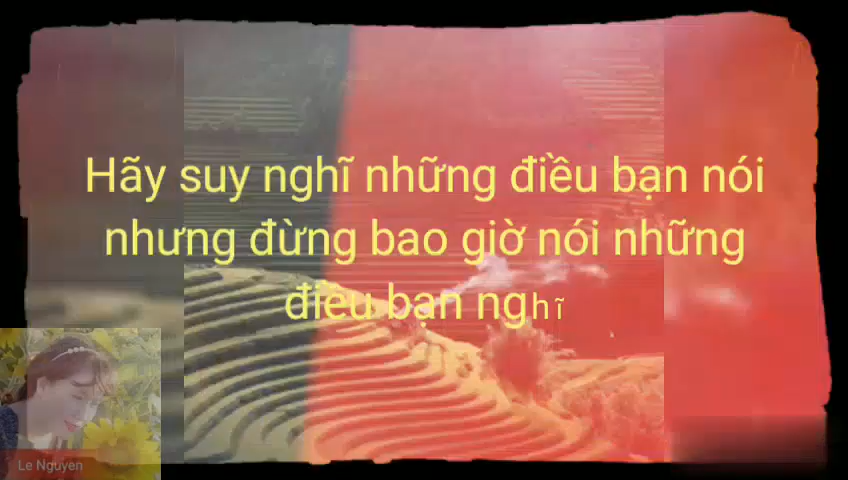 Hãy suy nghĩ những điều bạn nói
nhưng đừng bao giờ nói những
điều bạn nghĩ
Le Nguyen